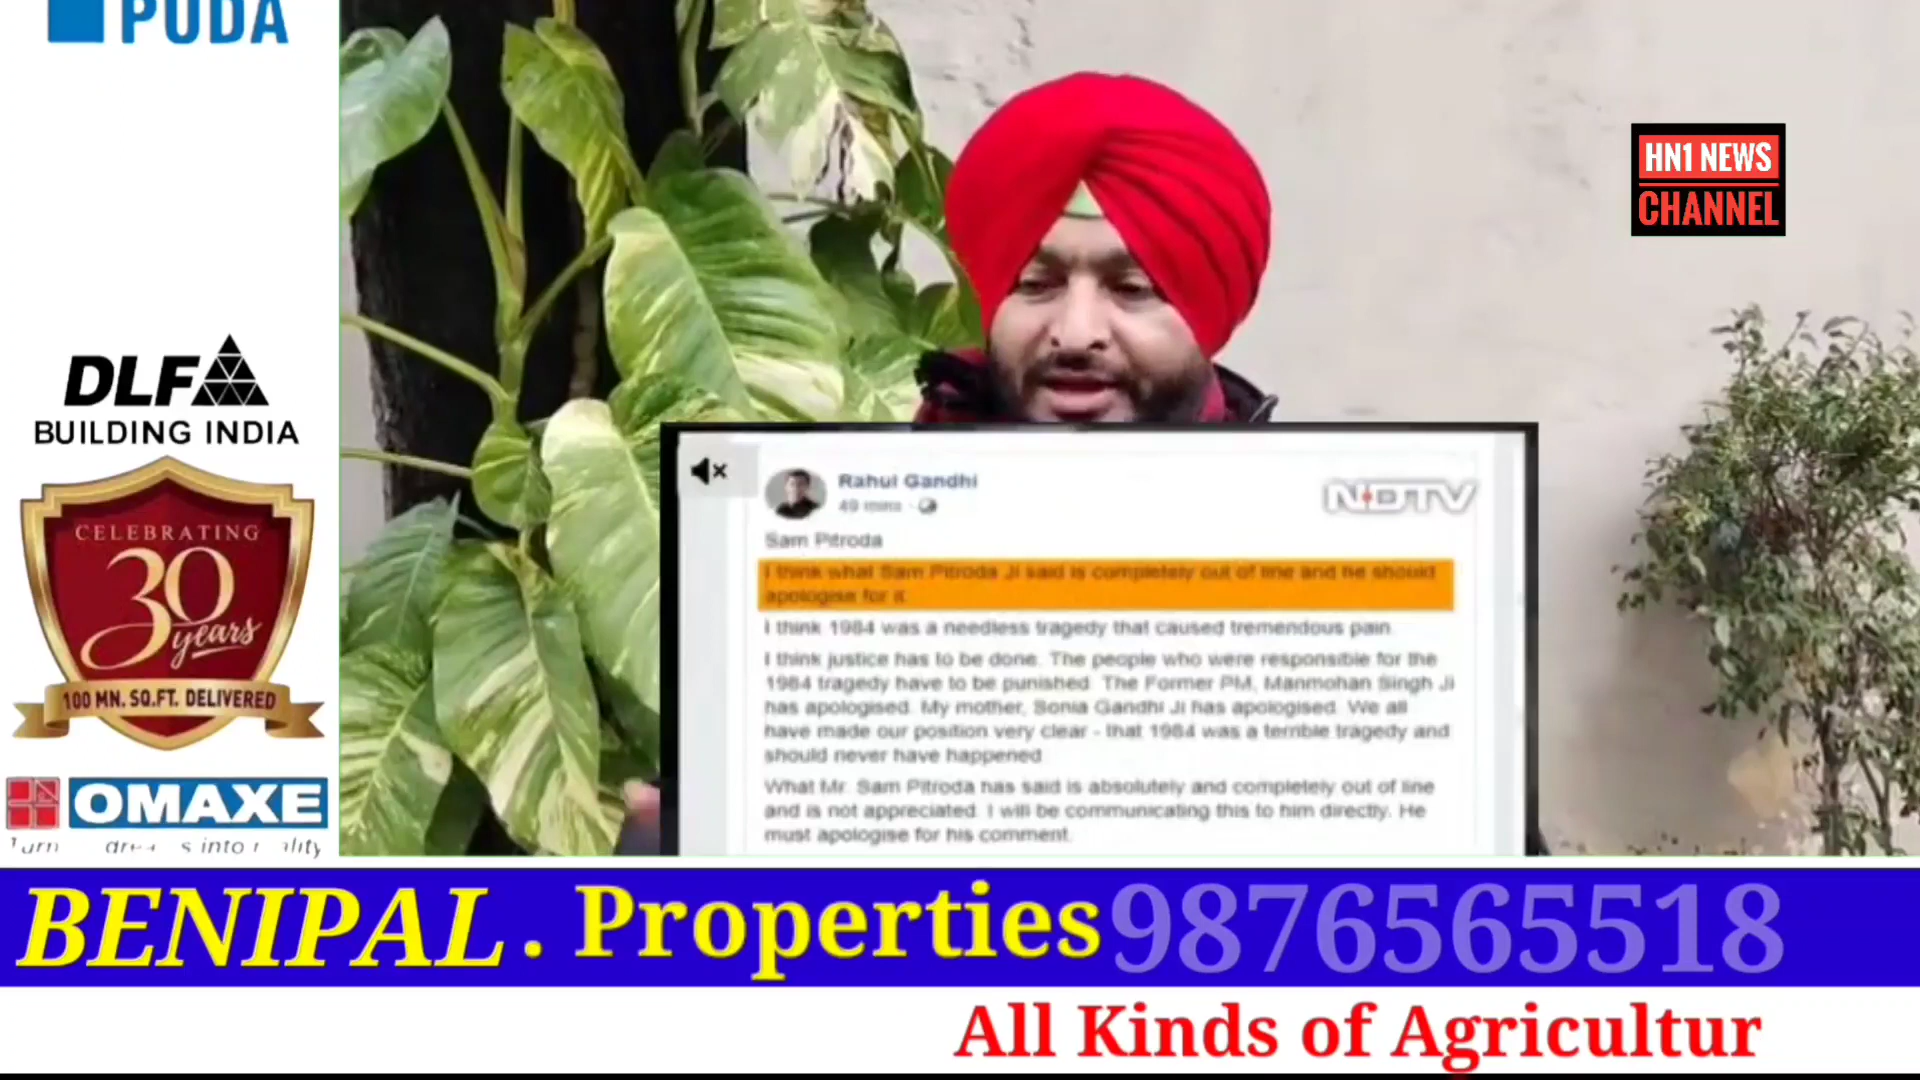 PUDA
DLF
BUILDING INDIA
CELEBRATING
30
years
100 MN. SQ.FT. DELIVERED
OMAXE
HN1 NEWS
CHANNEL
Rahul Gandhi
49 mins
NDTV
Sam Pitroda
I think what Sam Pitroda Ji said is completely out of line and he should
apologise for it
I think 1984 was a needless tragedy that caused tremendous pain.
I think justice has to be done. The people who were responsible for the
1984 tragedy have to be punished. The Former PM, Manmohan Singh Ji
has apologised. My mother, Sonia Gandhi Ji has apologised. We all
have made our position very clear - that 1984 was a terrible tragedy and
should never have happened.
What Mr. Sam Pitroda has said is absolutely and completely out of line
and is not appreciated. I will be communicating this to him directly. He
must apologise for his comment.
BENIPAL. Properties 9876565518
All Kinds of Agricultur